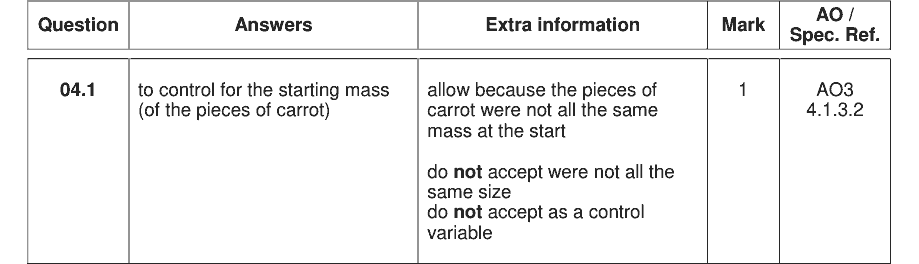 Question Answers Extra information Mark AO /
Spec. Ref.
04.1 to control for the starting mass allow because the pieces of 1 AO3
(of the pieces of carrot) carrot were not all the same 4.1.3.2
mass at the start
do not accept were not all the
same size
do not accept as a control
variable